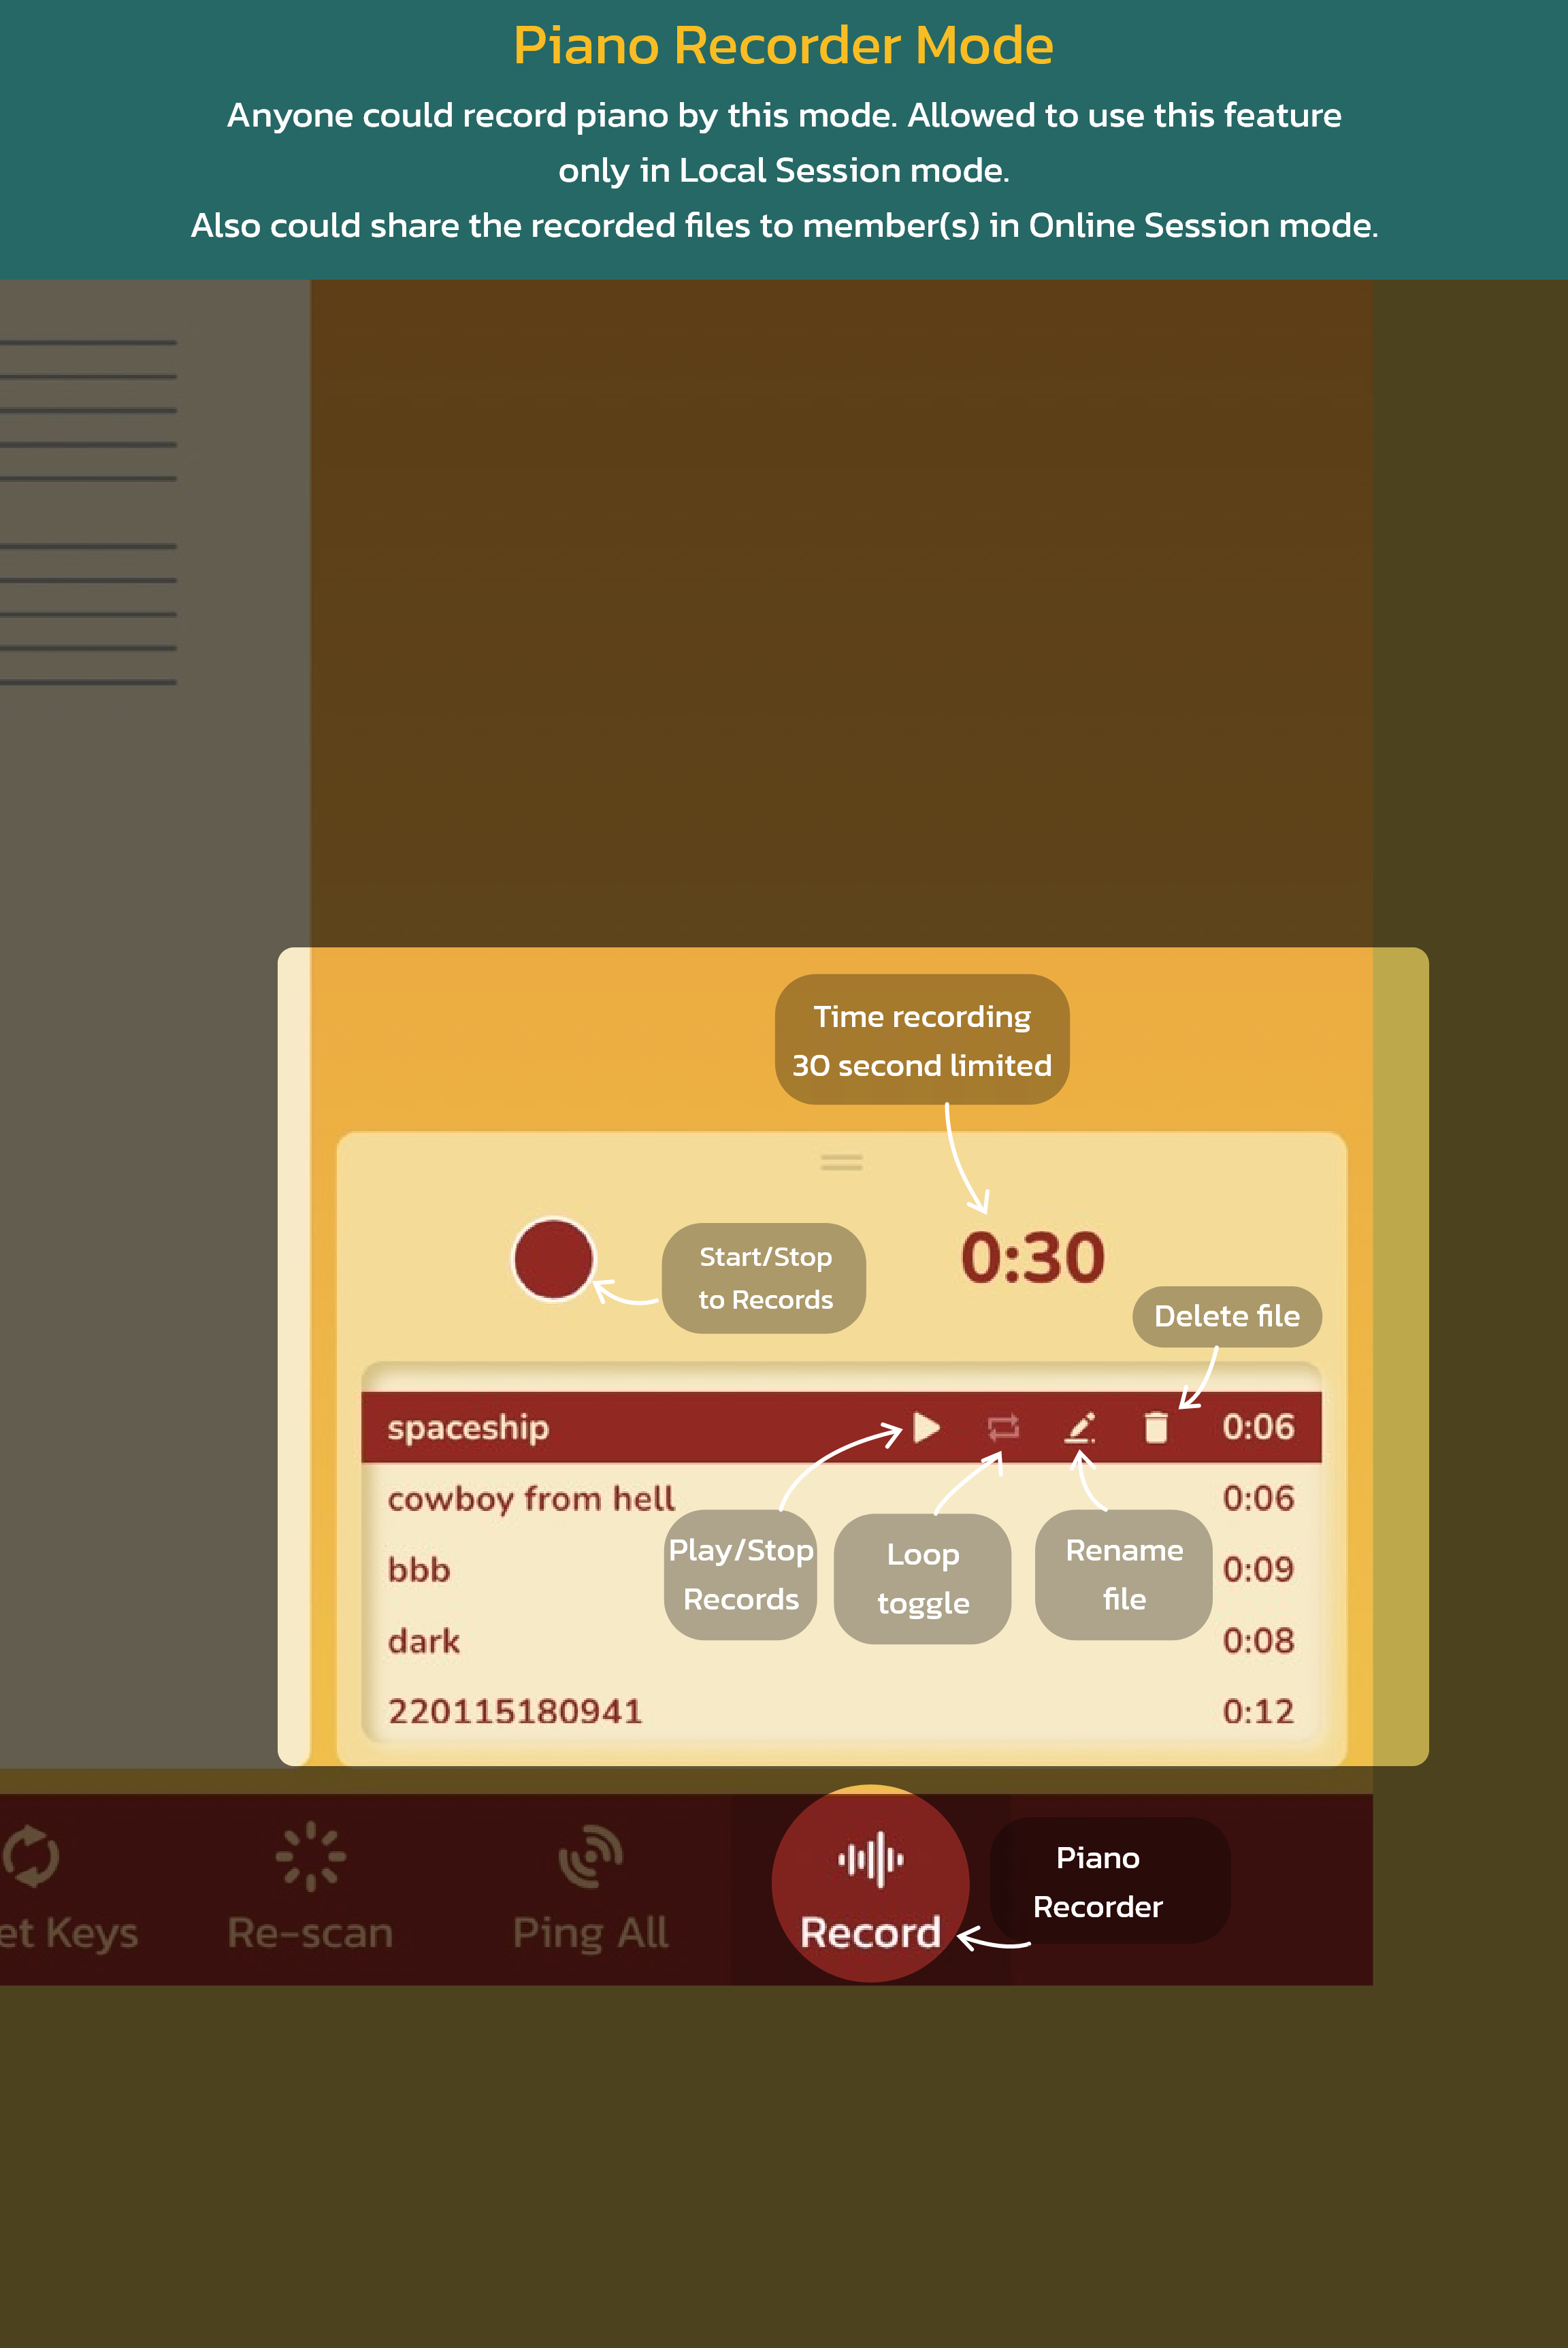 Piano Recorder Mode
Anyone could record piano by this mode. Allowed to use this feature
only in Local Session mode.
Also could share the recorded files to member(s) in Online Session mode.
Time recording
30 second limited
Start/Stop
to Records
0:30
Delete file
spaceship 0:06
cowboy from hell 0:06
Play/Stop
Records
Loop
toggle
Rename
file
bbb 0:09
dark 0:08
220115180941 0:12
et Keys
Re-scan
Ping All
Record
Piano
Recorder